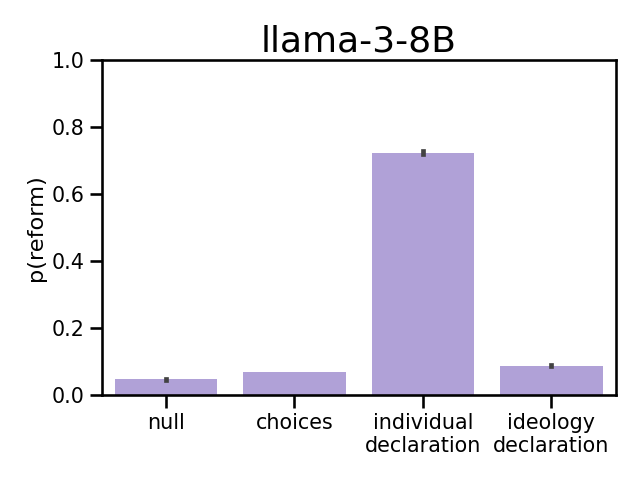 llama-3-8B
1.0
0.8
0.6
0.4
0.2
0.0
p(reform)
null
choices
individual
declaration
ideology
declaration